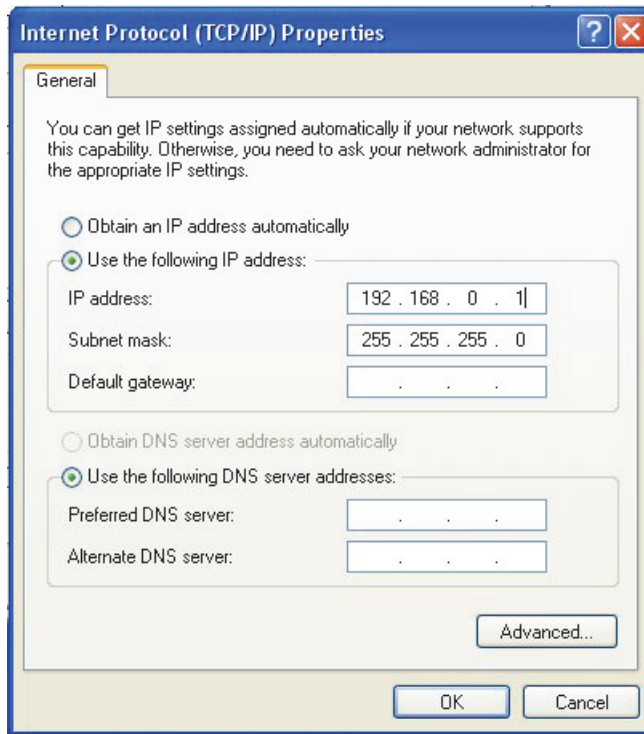 Internet Protocol (TCP/IP) Properties
General
You can get IP settings assigned automatically if your network supports
this capability. Otherwise, you need to ask your network administrator for
the appropriate IP settings.
Obtain an IP address automatically
Use the following IP address:
IP address: 192 . 168 . 0 . 1
Subnet mask: 255 . 255 . 255 . 0
Default gateway: . . .
Obtain DNS server address automatically
Use the following DNS server addresses:
Preferred DNS server: . . .
Alternate DNS server: . . .
Advanced...
OK Cancel